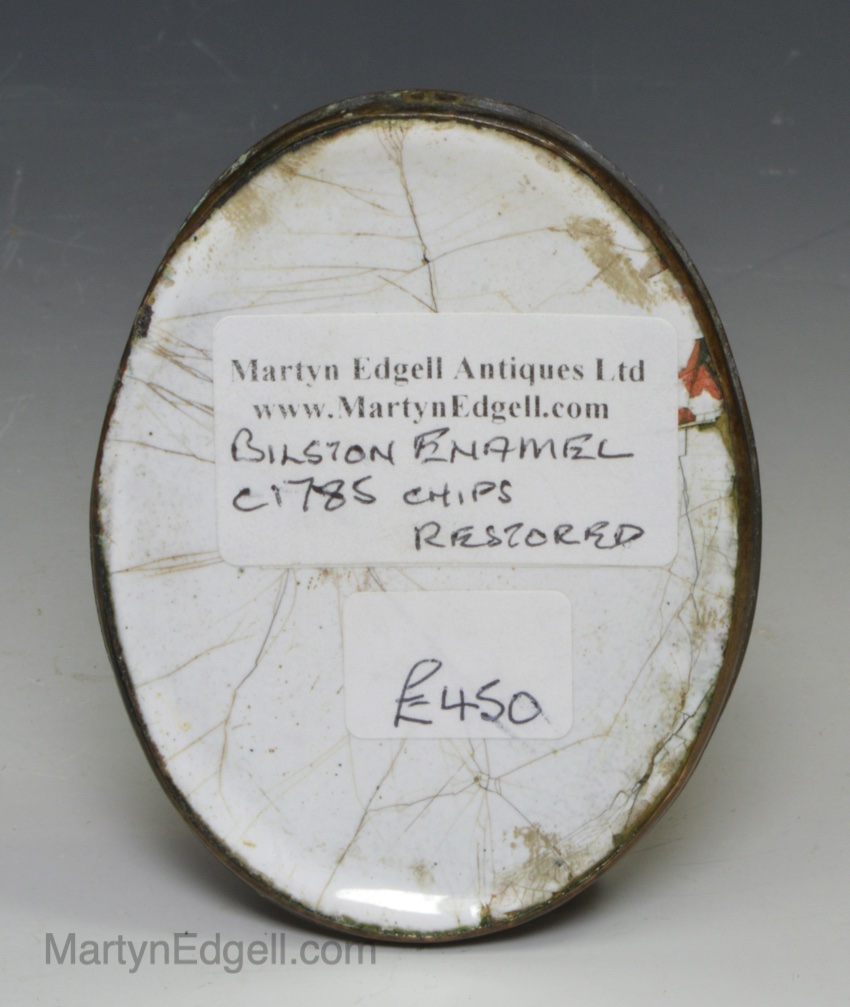 Martyn Edgell Antiques Ltd
www.MartynEdgell.com
BILSTON ENAMEL
C1785 CHIPS
RESTORED
£450
MartynEdgell.com